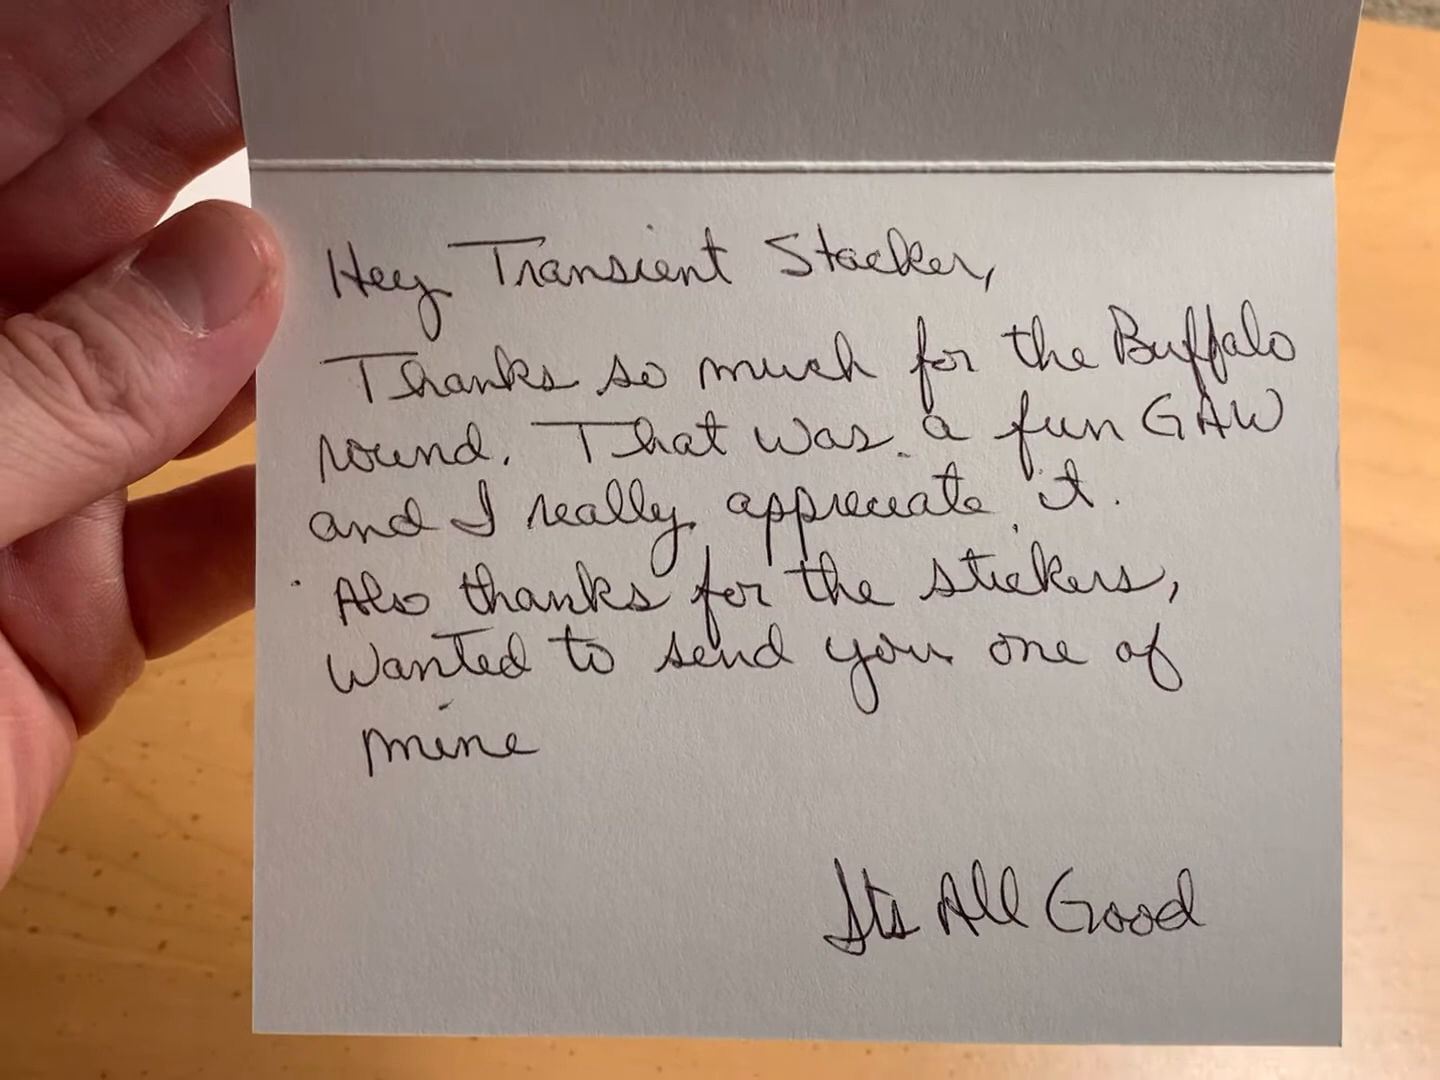 Hey Transient Stacker,
Thanks so much for the Buffalo
round. That was a fun GAW
and I really appreciate it.
Also thanks for the stickers,
Wanted to send you one of
mine
Its All Good